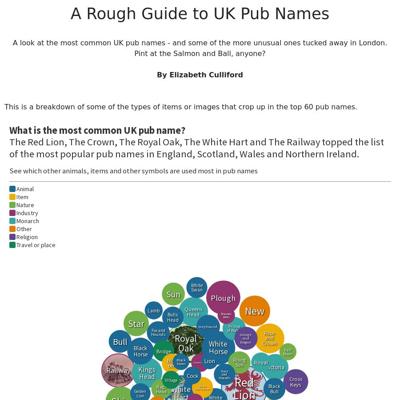 A Rough Guide to UK Pub Names
A look at the most common UK pub names - and some of the more unusual ones tucked away in London.
Pint at the Salmon and Ball, anyone?
By Elizabeth Culliford
This is a breakdown of some of the types of items or images that crop up in the top 60 pub names.
What is the most common UK pub name?
The Red Lion, The Crown, The Royal Oak, The White Hart and The Railway topped the list
of the most popular pub names in England, Scotland, Wales and Northern Ireland.
See which other animals, items and other symbols are used most in pub names
Animal
Item
Nature
Industry
Monarch
Other
Religion
Travel or place
White
Swan
Sun
Plough
Lamb
Queens
Head
New
Bulls
Head
Star
Royal
Oak
Bull
Black
Horse
White
Horse
Railway
Kings
Head
Lion
Cock
Cross
Keys
Red
Lion
Black
Bull